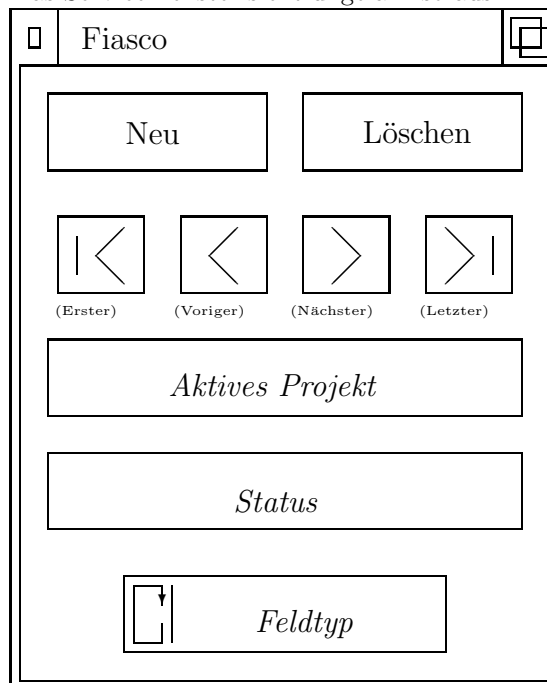 Fiasco
Neu Löschen
(Erster) (Voriger) (Nächster) (Letzter)
Aktives Projekt
Status
Feldtyp